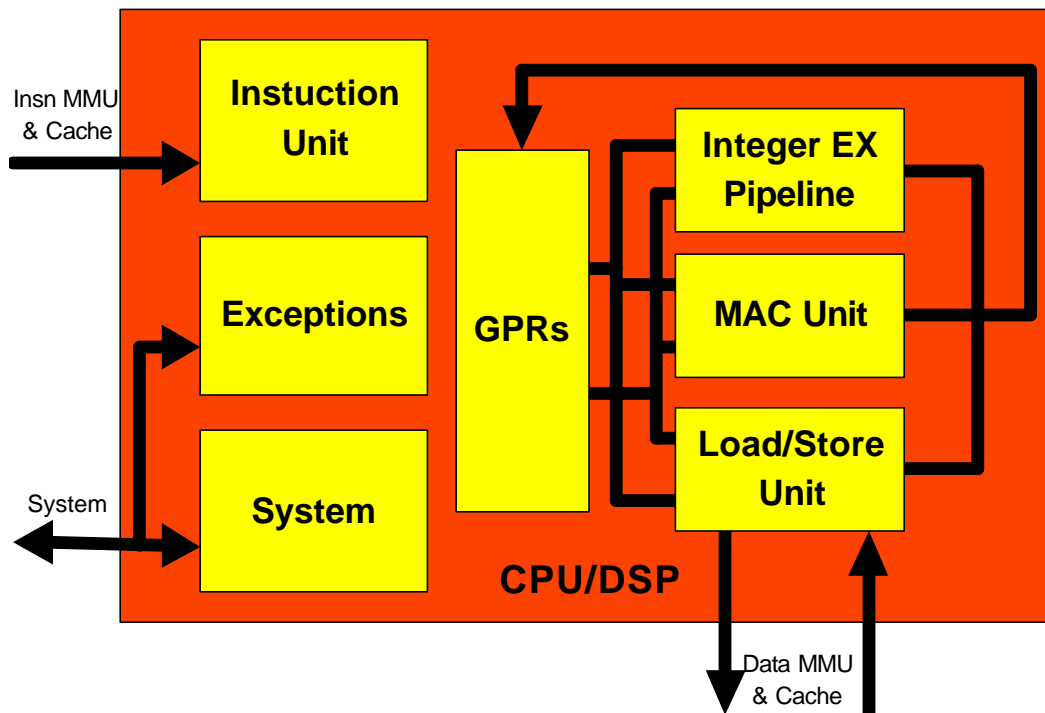 Insn MMU
& Cache
Instuction
Unit
Exceptions
System
System
GPRs
Integer EX
Pipeline
MAC Unit
Load/Store
Unit
CPU/DSP
Data MMU
& Cache